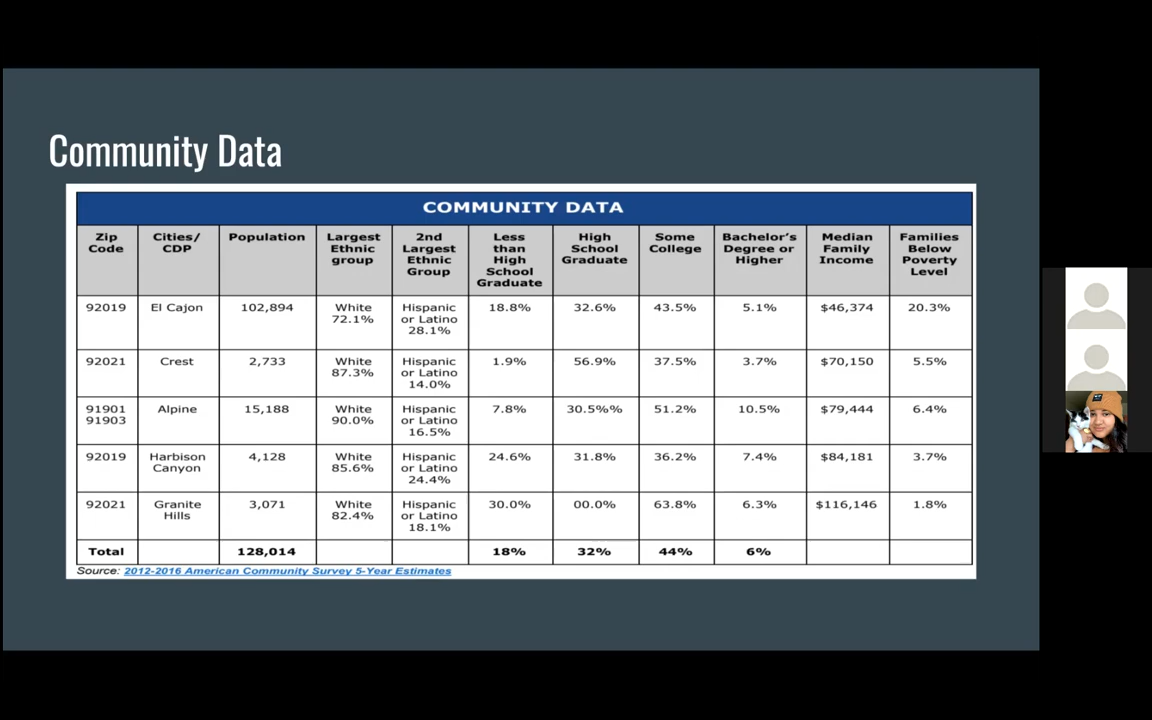 Community Data
COMMUNITY DATA
Zip Code Cities/ CDP Population Largest Ethnic group 2nd Largest Ethnic Group Less than High School Graduate High School Graduate Some College Bachelor's Degree or Higher Median Family Income Families Below Poverty Level
92019 El Cajon 102,894 White 72.1% Hispanic or Latino 28.1% 18.8% 32.6% 43.5% 5.1% $46,374 20.3%
92021 Crest 2,733 White 87.3% Hispanic or Latino 14.0% 1.9% 56.9% 37.5% 3.7% $70,150 5.5%
91901 91903 Alpine 15,188 White 90.0% Hispanic or Latino 16.5% 7.8% 30.5%% 51.2% 10.5% $79,444 6.4%
92019 Harbison Canyon 4,128 White 85.6% Hispanic or Latino 24.4% 24.6% 31.8% 36.2% 7.4% $84,181 3.7%
92021 Granite Hills 3,071 White 82.4% Hispanic or Latino 18.1% 30.0% 00.0% 63.8% 6.3% $116,146 1.8%
Total 128,014 18% 32% 44% 6%
Source: 2012-2016 American Community Survey 5-Year Estimates